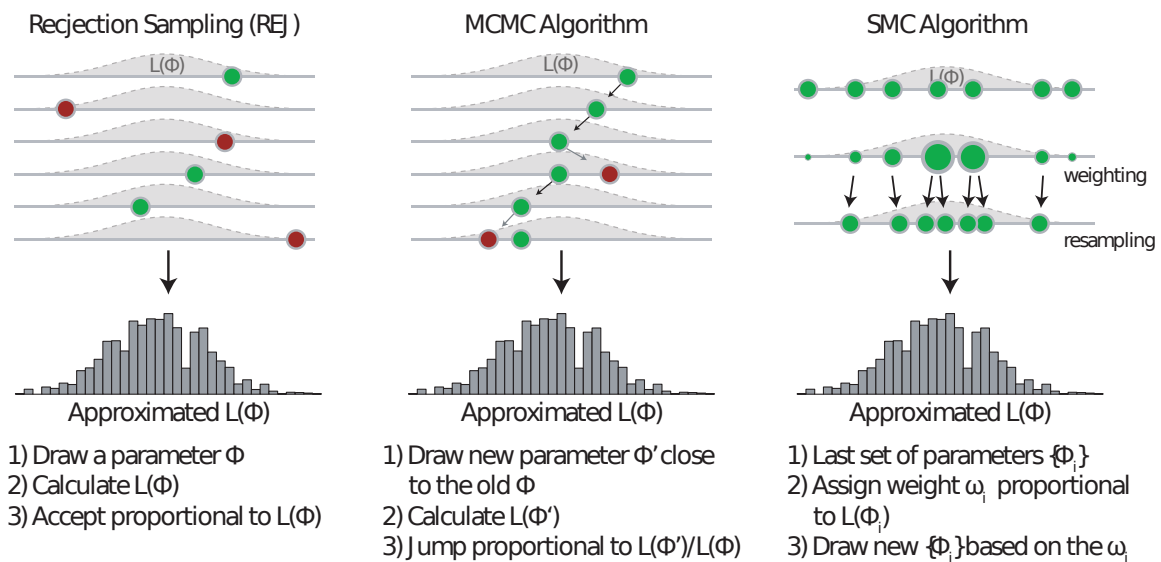 Recjection Sampling (REJ)
L(Φ)
Approximated L(Φ)
1) Draw a parameter Φ
2) Calculate L(Φ)
3) Accept proportional to L(Φ)
MCMC Algorithm
L(Φ)
Approximated L(Φ)
1) Draw new parameter Φ' close
to the old Φ
2) Calculate L(Φ')
3) Jump proportional to L(Φ')/L(Φ)
SMC Algorithm
L(Φ)
weighting
resampling
Approximated L(Φ)
1) Last set of parameters {Φi}
2) Assign weight ωi proportional
to L(Φi)
3) Draw new {Φi} based on the ωi